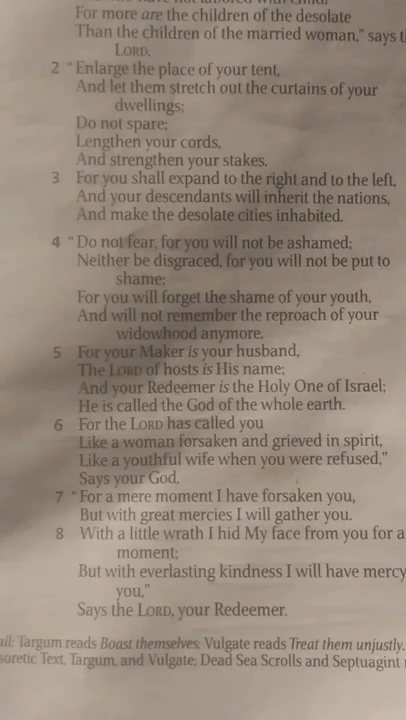 For more are the children of the desolate
Than the children of the married woman," says
LORD.
2 "Enlarge the place of your tent,
And let them stretch out the curtains of your
dwellings;
Do not spare;
Lengthen your cords,
And strengthen your stakes.
3 For you shall expand to the right and to the left,
And your descendants will inherit the nations,
And make the desolate cities inhabited.
4 "Do not fear, for you will not be ashamed;
Neither be disgraced, for you will not be put to
shame;
For you will forget the shame of your youth,
And will not remember the reproach of your
widowhood anymore.
5 For your Maker is your husband,
The LORD of hosts is His name;
And your Redeemer is the Holy One of Israel;
He is called the God of the whole earth.
6 For the LORD has called you
Like a woman forsaken and grieved in spirit,
Like a youthful wife when you were refused,"
Says your God.
7 "For a mere moment I have forsaken you,
But with great mercies I will gather you.
8 With a little wrath I hid My face from you for a
moment;
But with everlasting kindness I will have mercy
you,"
Says the LORD, your Redeemer.
Targum reads Boast themselves; Vulgate reads Treat them unjustly.
soretic Text, Targum, and Vulgate; Dead Sea Scrolls and Septuagint